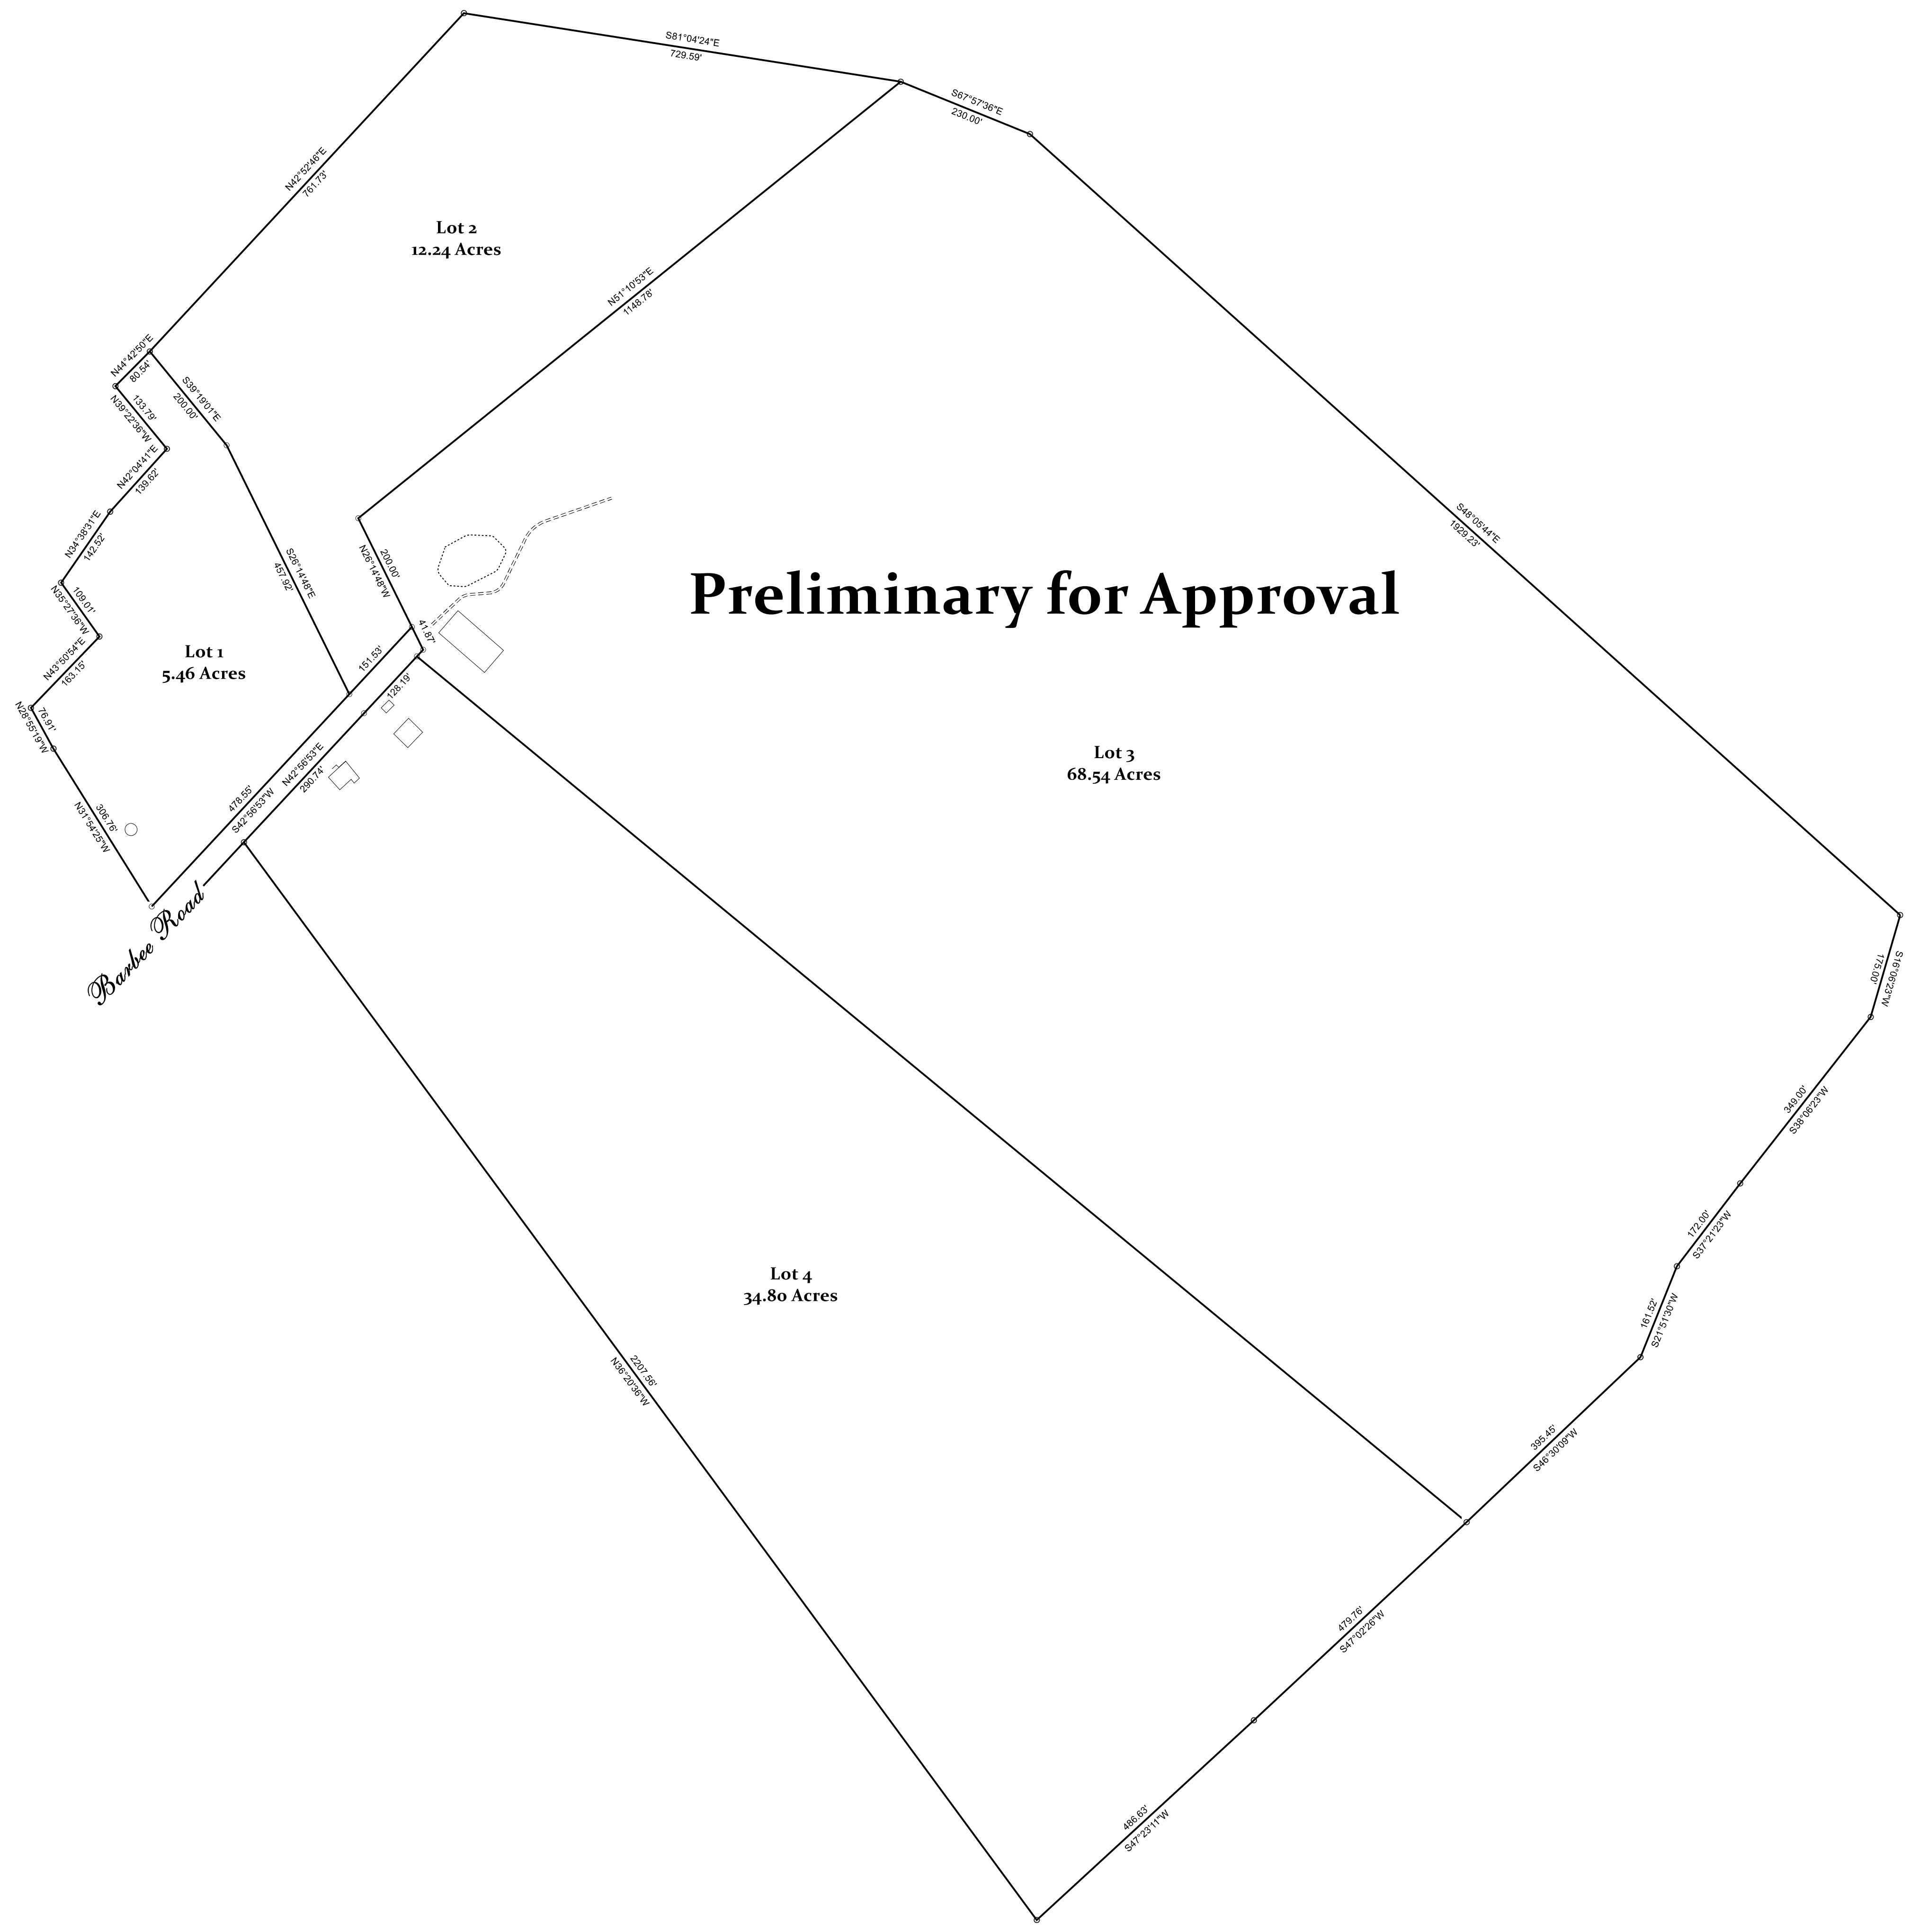 S81°04'24"E
729.59'
S67°57'36"E
230.00'
N42°52'46"E
761.73'
Lot 2
12.24 Acres
N51°10'53"E
1148.78'
N44°42'50"E
80.54'
S39°19'01"E
200.00'
133.79'
N39°22'36"W
N42°04'41"E
139.62'
N34°38'31"E
142.52'
S48°05'44"E
1929.23'
S26°14'48"E
457.92'
200.00'
N26°14'48"W
Preliminary for Approval
109.01'
N35°27'36"W
41.87'
N43°50'54"E
163.15'
Lot 1
5.46 Acres
151.53'
128.19'
76.91'
N28°55'19"W
Lot 3
68.54 Acres
N42°56'53"E
290.74'
478.55'
S42°56'53"W
306.76'
N31°54'25"W
Barbee Road
S16°06'23"W
175.00'
349.00'
S38°06'23"W
172.00'
S37°21'23"W
Lot 4
34.80 Acres
161.52'
S21°51'30"W
2207.56'
N36°20'36"W
395.45'
S46°30'09"W
479.76'
S47°02'26"W
486.63'
S47°23'11"W